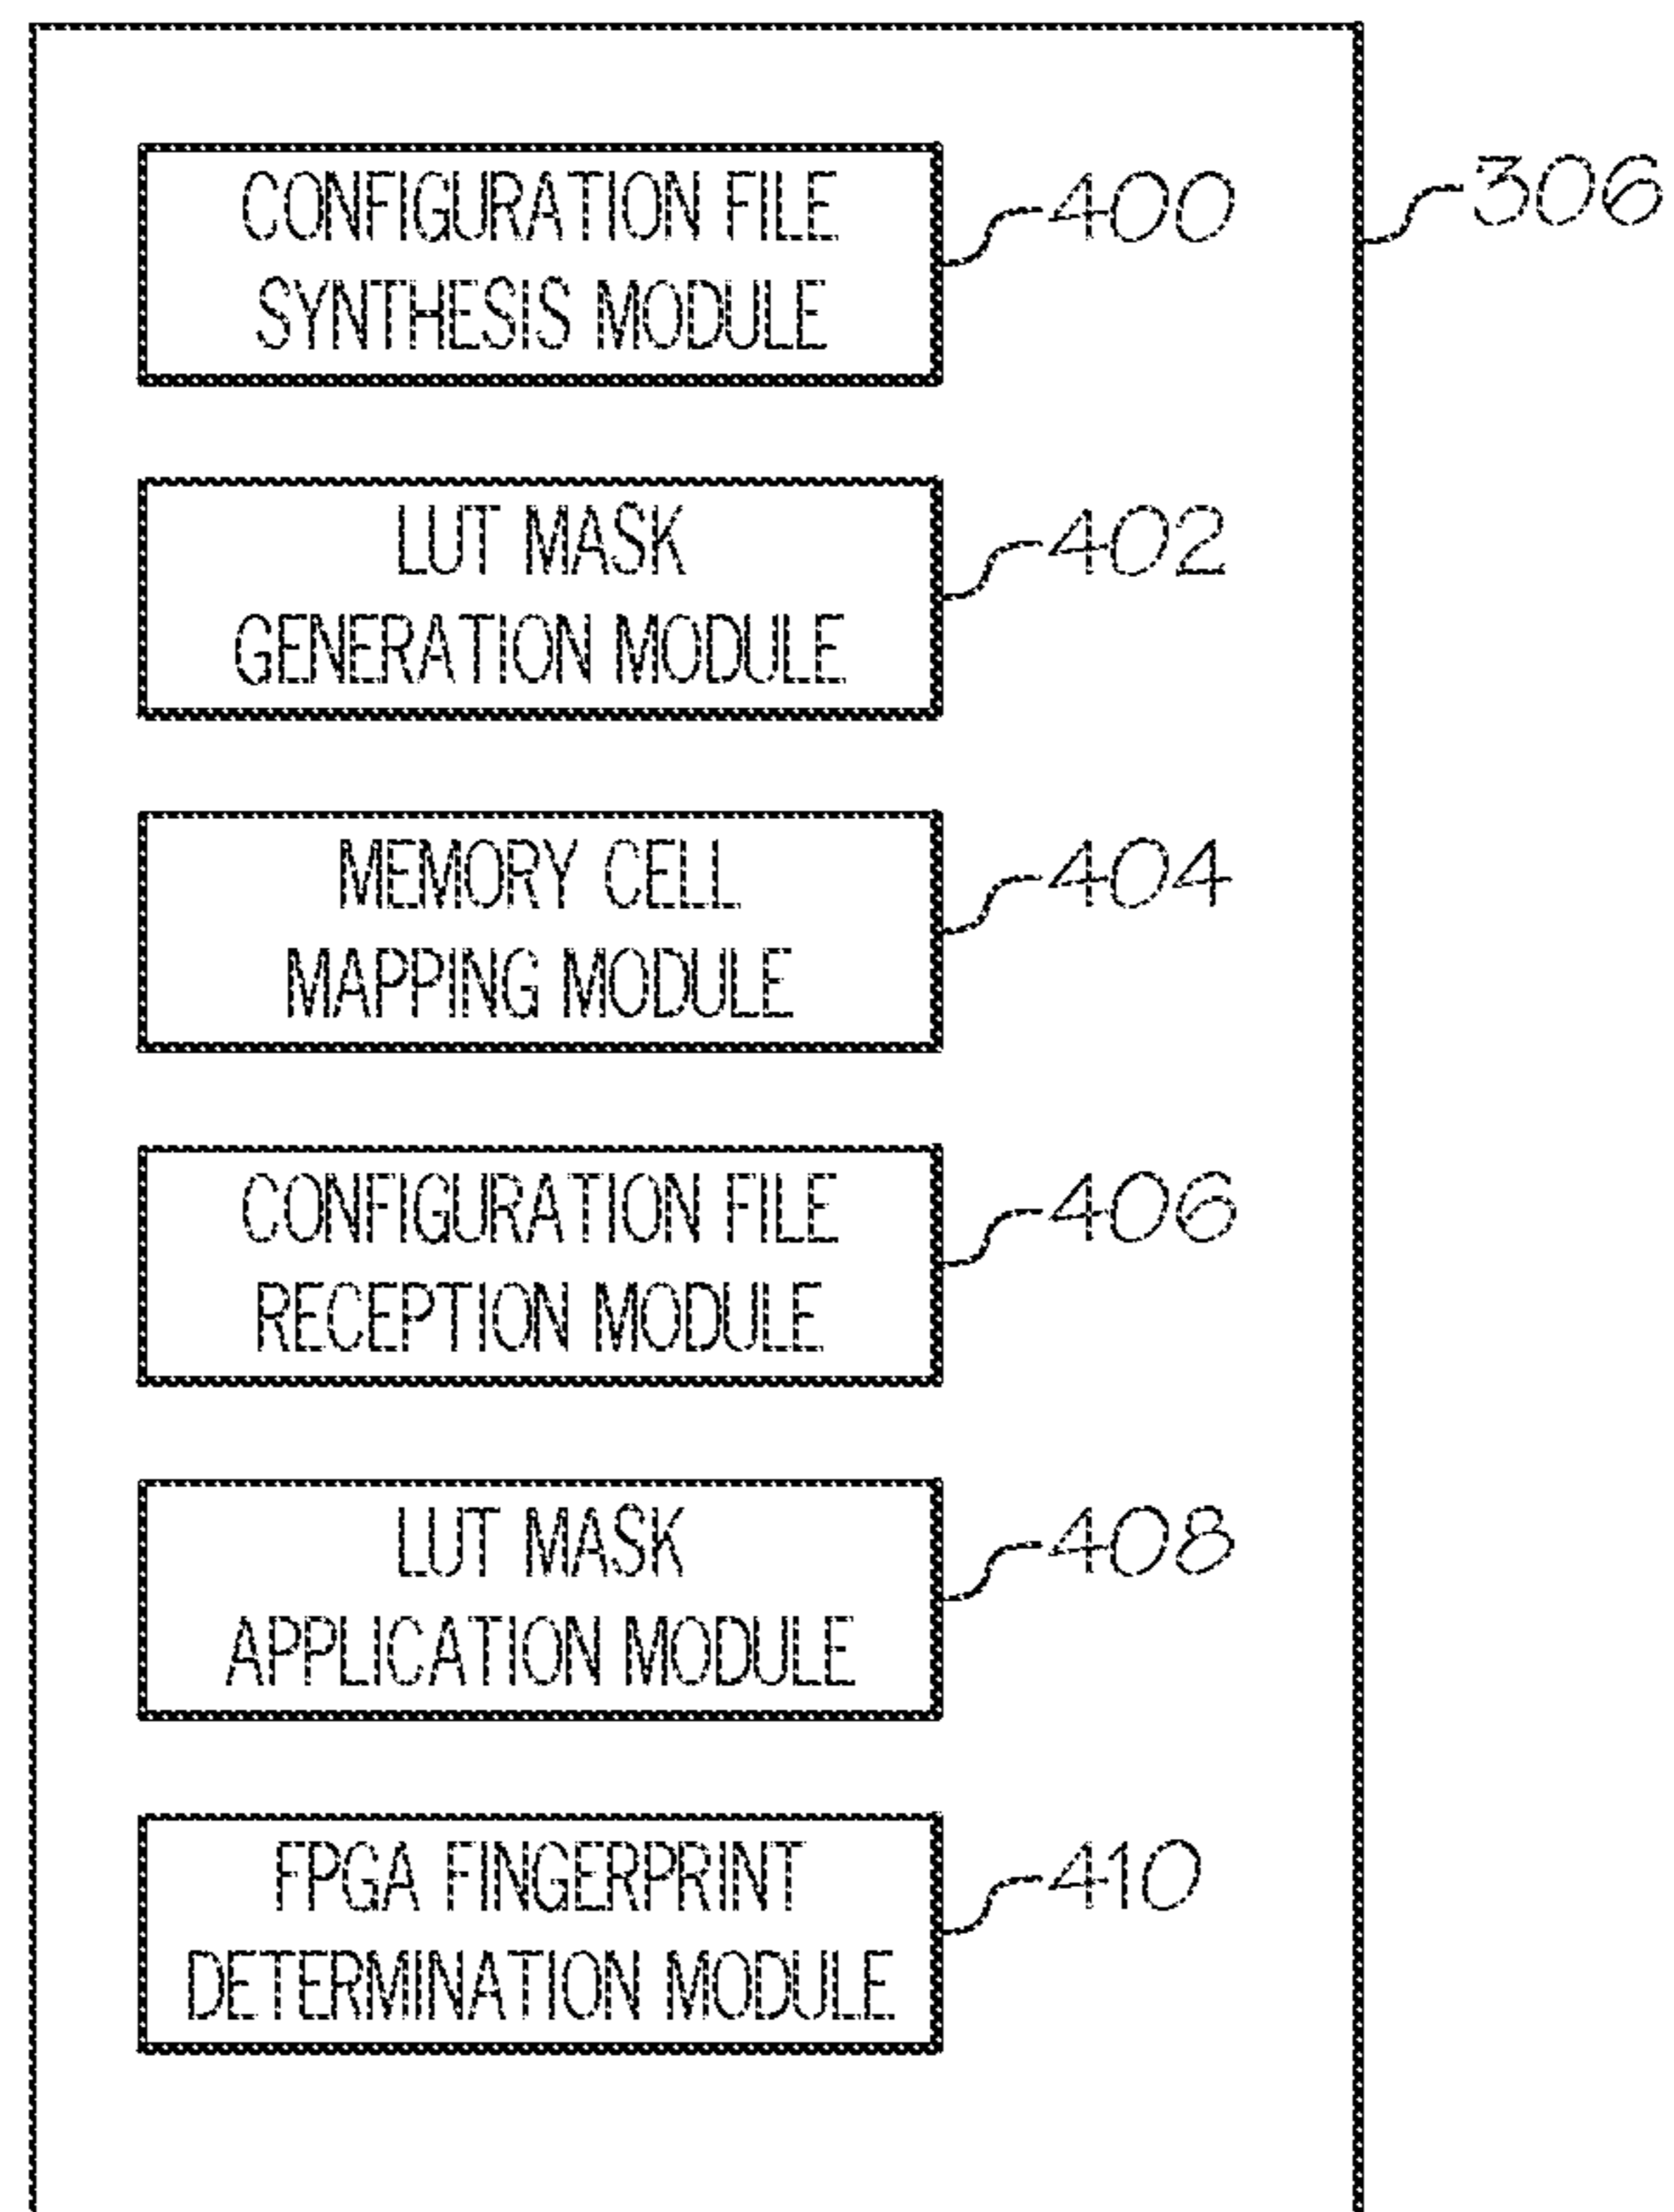 CONFIGURATION FILE
SYNTHESIS MODULE
400
306
LUT MASK
GENERATION MODULE
402
MEMORY CELL
MAPPING MODULE
404
CONFIGURATION FILE
RECEPTION MODULE
406
LUT MASK
APPLICATION MODULE
408
FPGA FINGERPRINT
DETERMINATION MODULE
410